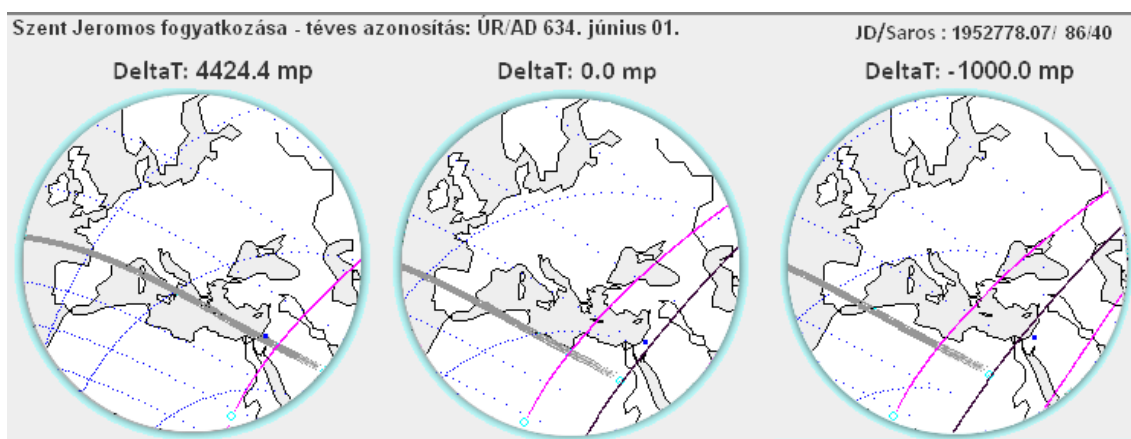 Szent Jeromos fogyatkozása - téves azonosítás: ÚR/AD 634. június 01.
JD/Saros : 1952778.07/ 86/40
DeltaT: 4424.4 mp
DeltaT: 0.0 mp
DeltaT: -1000.0 mp